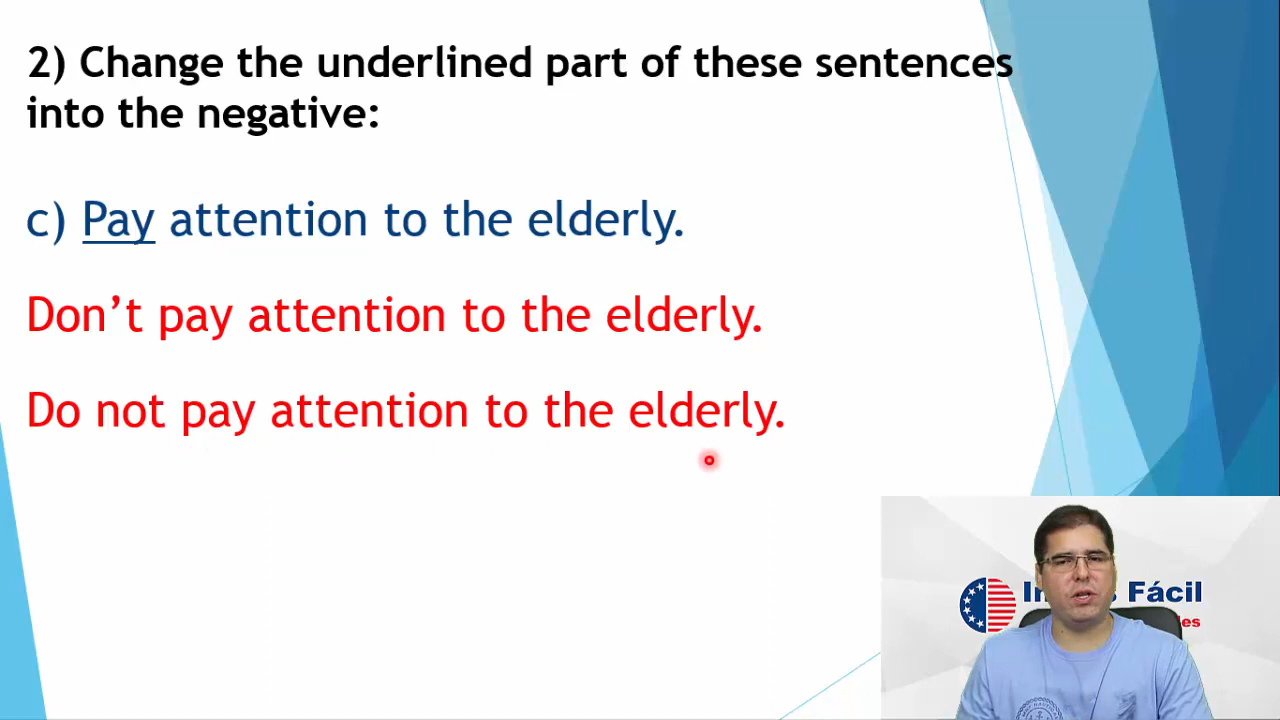 2) Change the underlined part of these sentences
into the negative:
c) Pay attention to the elderly.
Don’t pay attention to the elderly.
Do not pay attention to the elderly.
Fácil